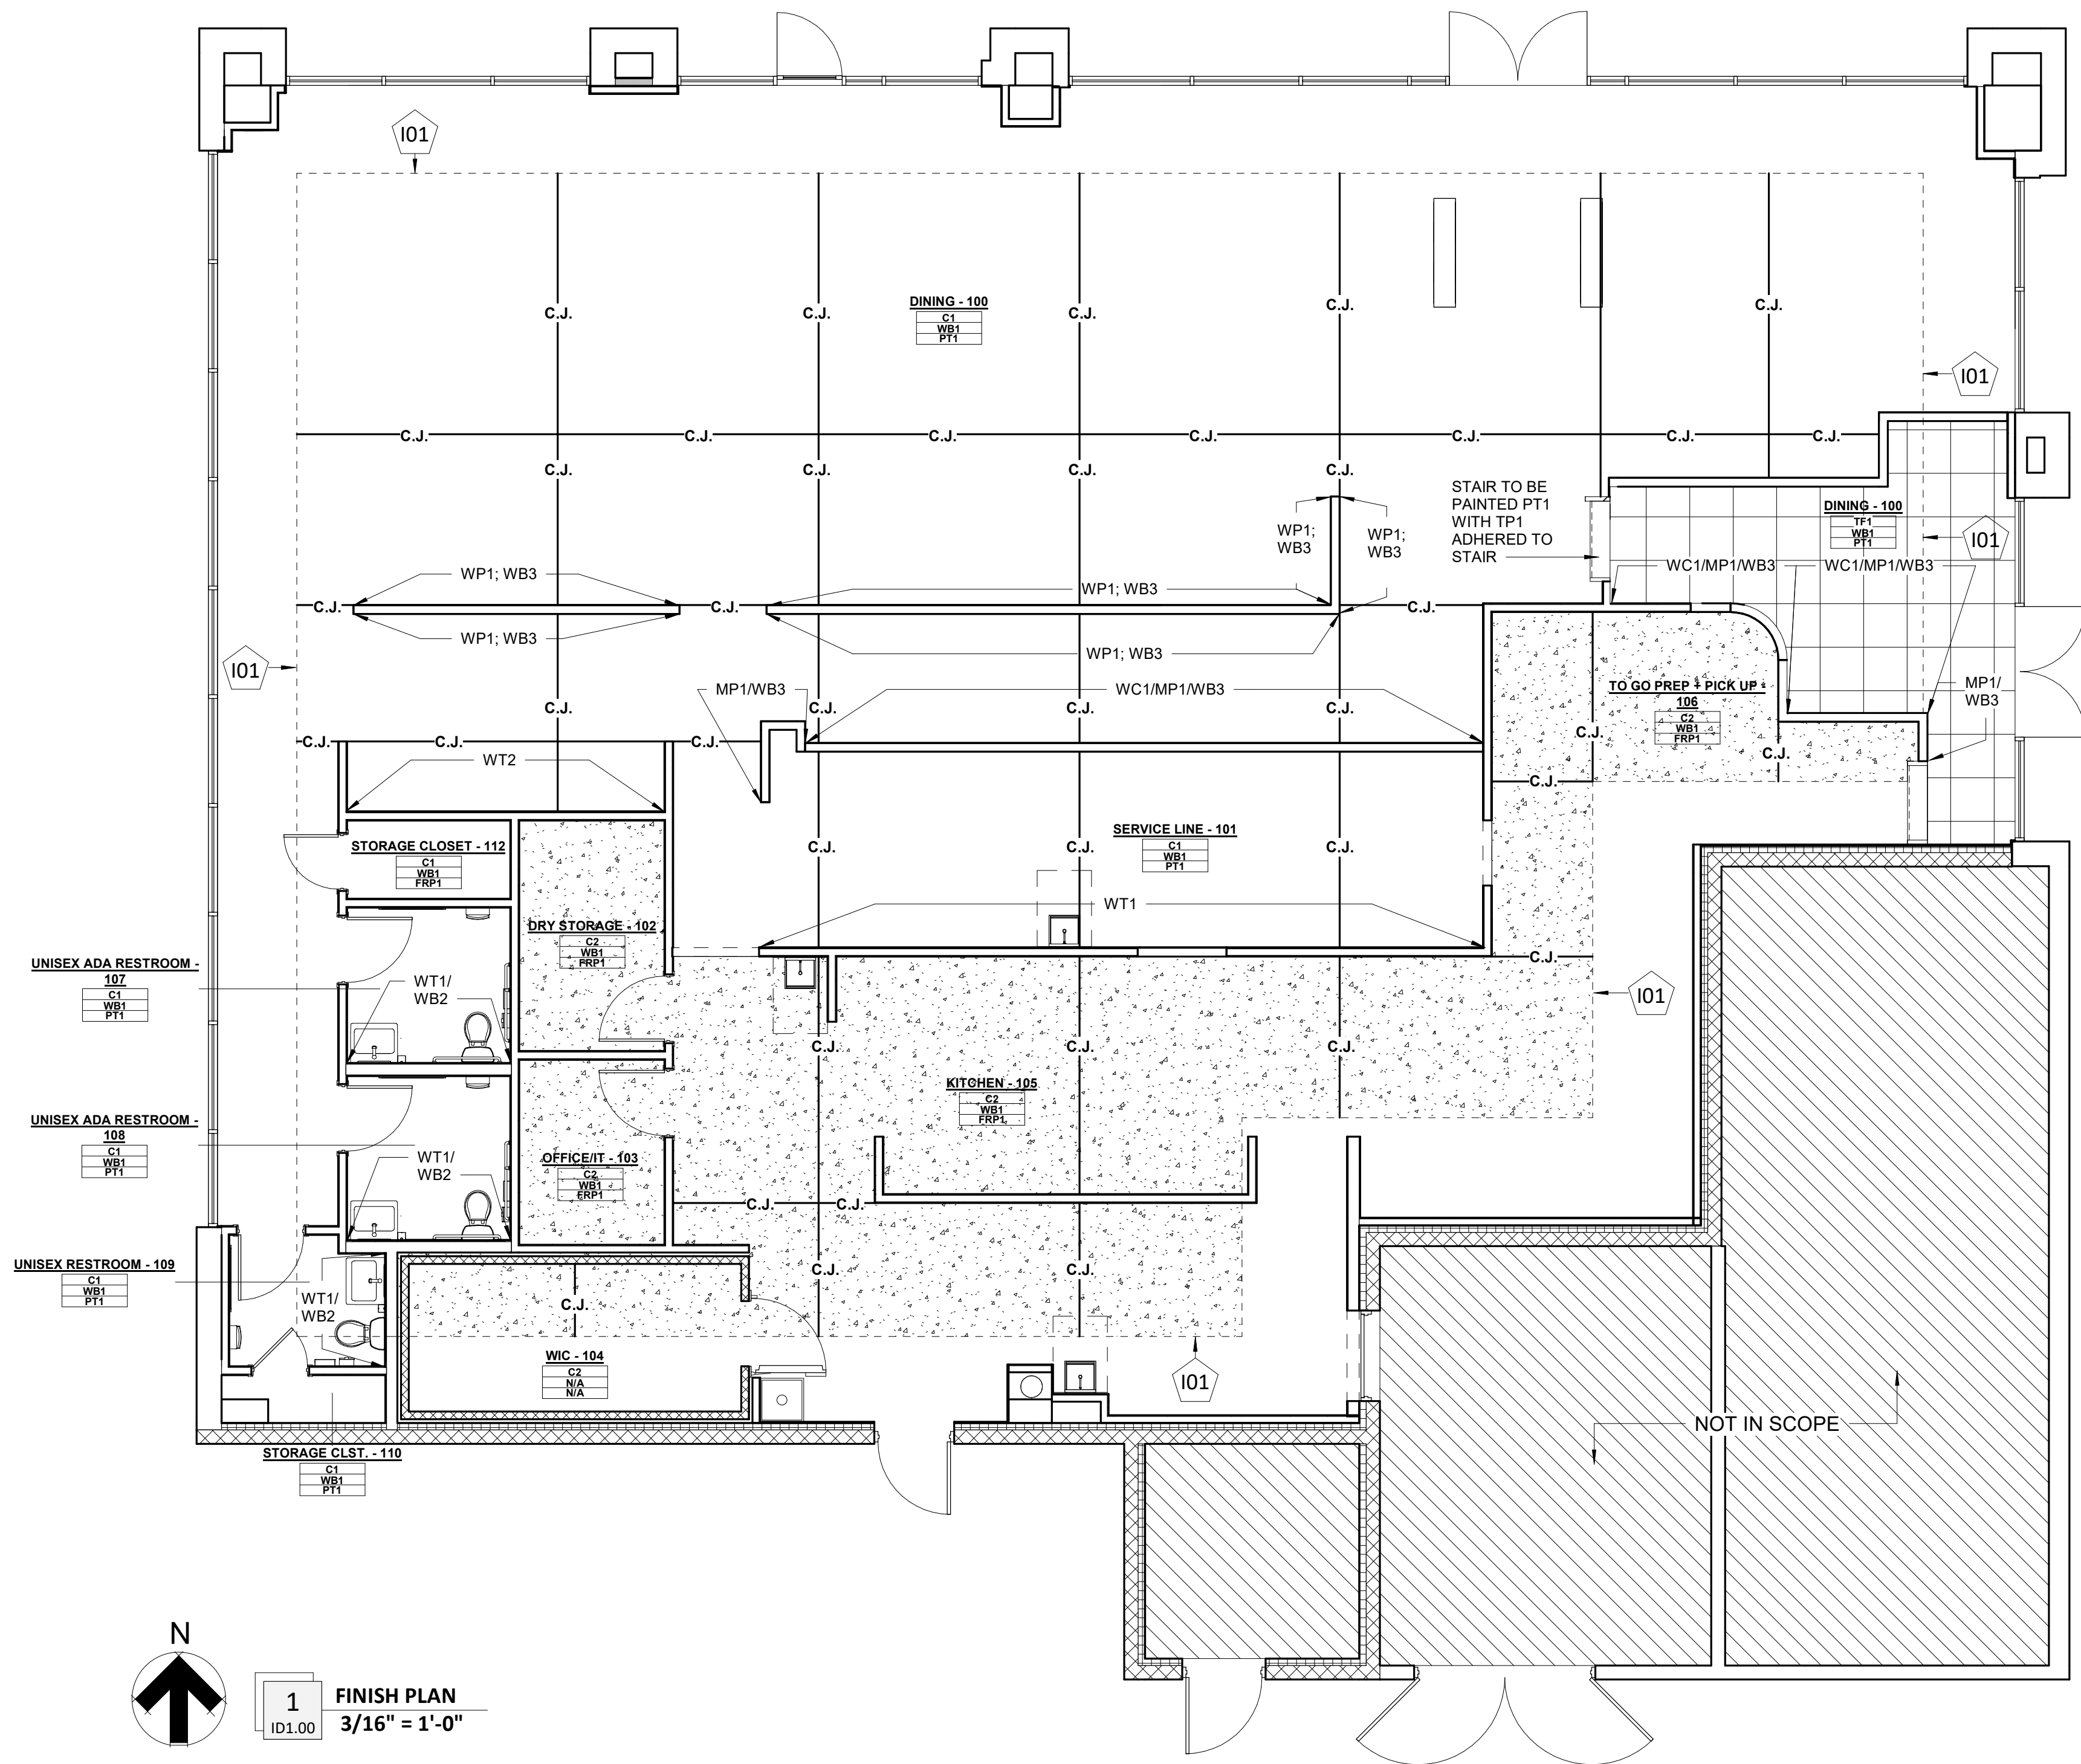 I01
DINING - 100
C1
WB1
PT1
C.J.
C.J.
C.J.
C.J.
C.J.
I01
C.J.
C.J.
C.J.
C.J.
C.J.
C.J.
C.J.
C.J.
C.J.
C.J.
C.J.
STAIR TO BE
PAINTED PT1
WITH TP1
ADHERED TO
STAIR
DINING - 100
TF1
WB1
PT1
I01
WP1;
WB3
WP1;
WB3
WC1/MP1/WB3
WC1/MP1/WB3
WP1; WB3
WP1; WB3
C.J.
C.J.
C.J.
WP1; WB3
WP1; WB3
I01
MP1/WB3
WC1/MP1/WB3
TO GO PREP + PICK UP -
106
C2
WB1
FRP1
MP1/
WB3
C.J.
C.J.
C.J.
C.J.
C.J.
C.J.
C.J.
C.J.
C.J.
WT2
C.J.
SERVICE LINE - 101
C1
WB1
PT1
STORAGE CLOSET - 112
C1
WB1
FRP1
C.J.
C.J.
C.J.
WT1
DRY STORAGE - 102
C2
WB1
FRP1
C.J.
UNISEX ADA RESTROOM -
107
C1
WB1
PT1
WT1/
WB2
I01
C.J.
C.J.
C.J.
KITCHEN - 105
C2
WB1
FRP1
UNISEX ADA RESTROOM -
108
C1
WB1
PT1
WT1/
WB2
OFFICE/IT - 103
C2
WB1
FRP1
C.J.
C.J.
UNISEX RESTROOM - 109
C1
WB1
PT1
WT1/
WB2
C.J.
C.J.
C.J.
WIC - 104
C2
N/A
N/A
I01
NOT IN SCOPE
STORAGE CLST. - 110
C1
WB1
PT1
N
1
ID1.00
FINISH PLAN
3/16" = 1'-0"